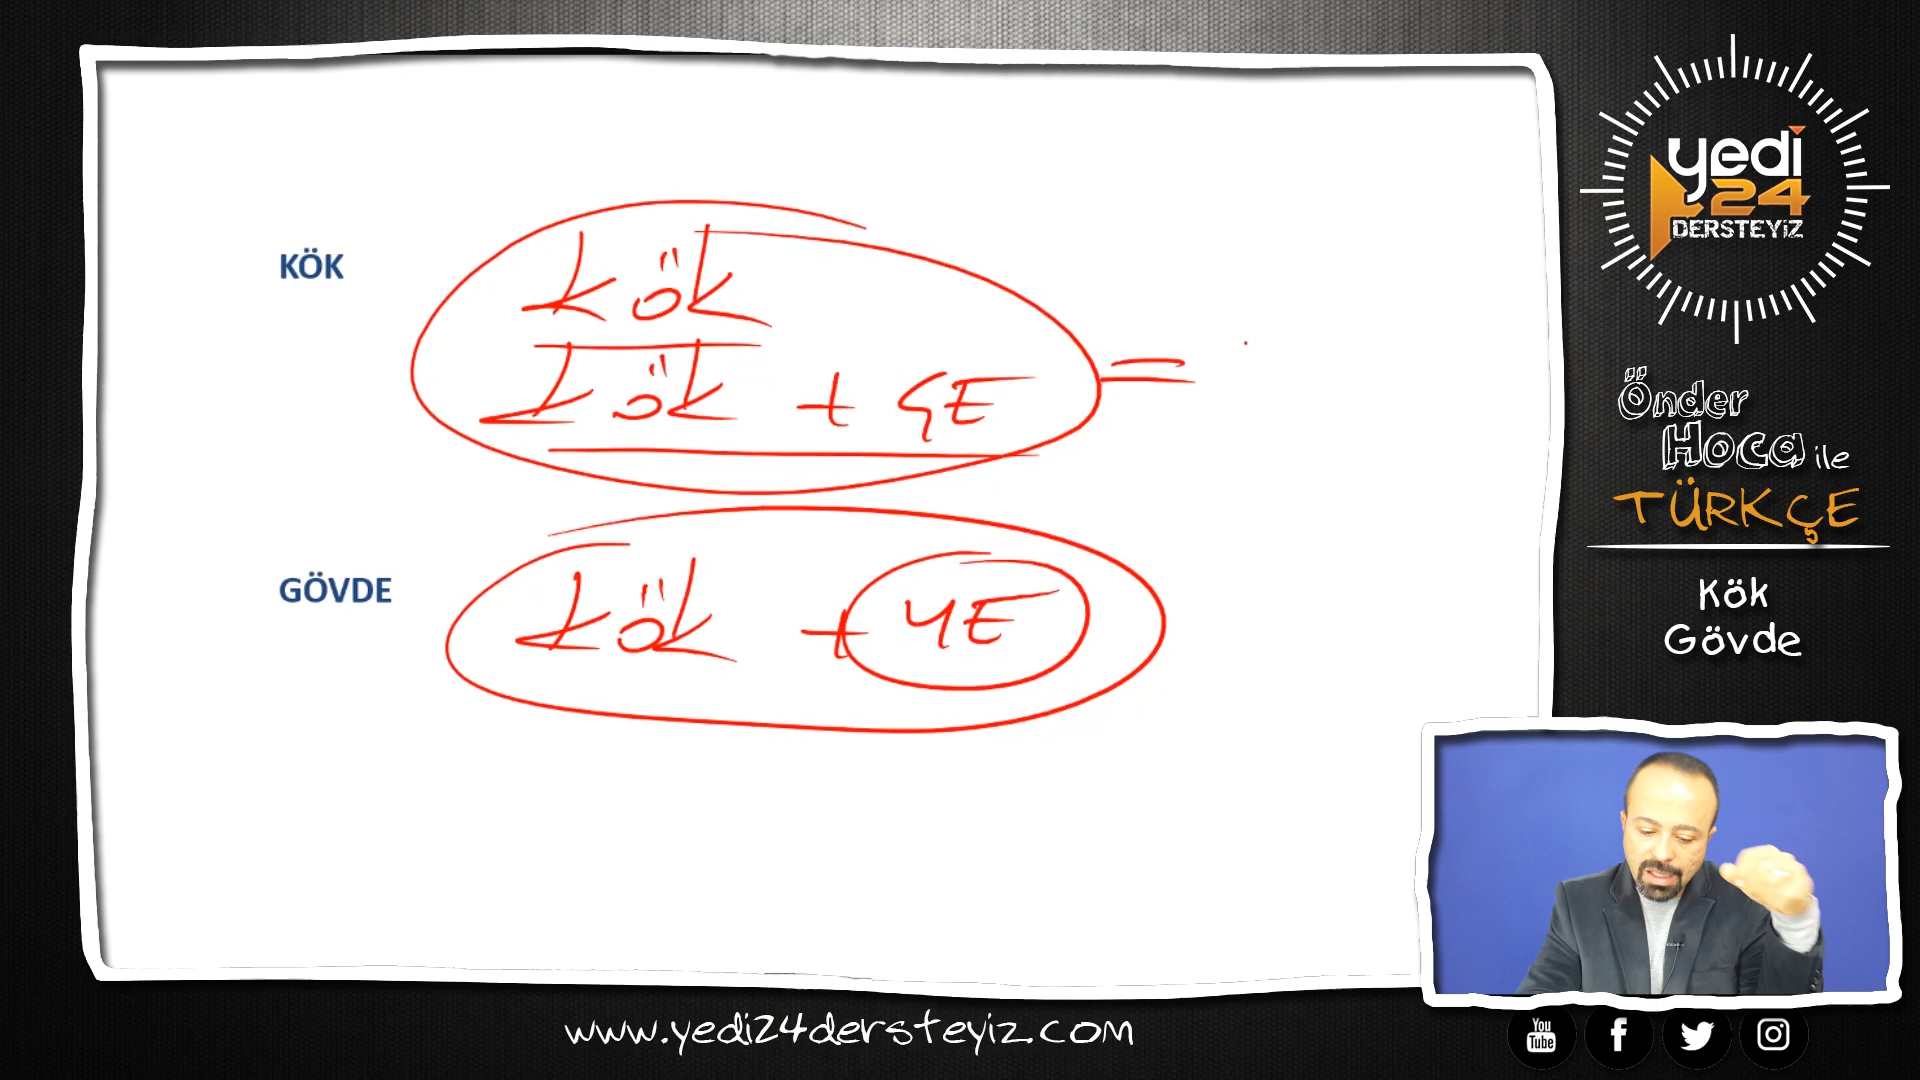 KÖK
kök
kök + ÇE =
GÖVDE
kök + YE
yedi
24
DERSTEYİZ
Önder
Hoca ile
TÜRKÇE
Kök
Gövde
www.yedi24dersteyiz.com
You
Tube